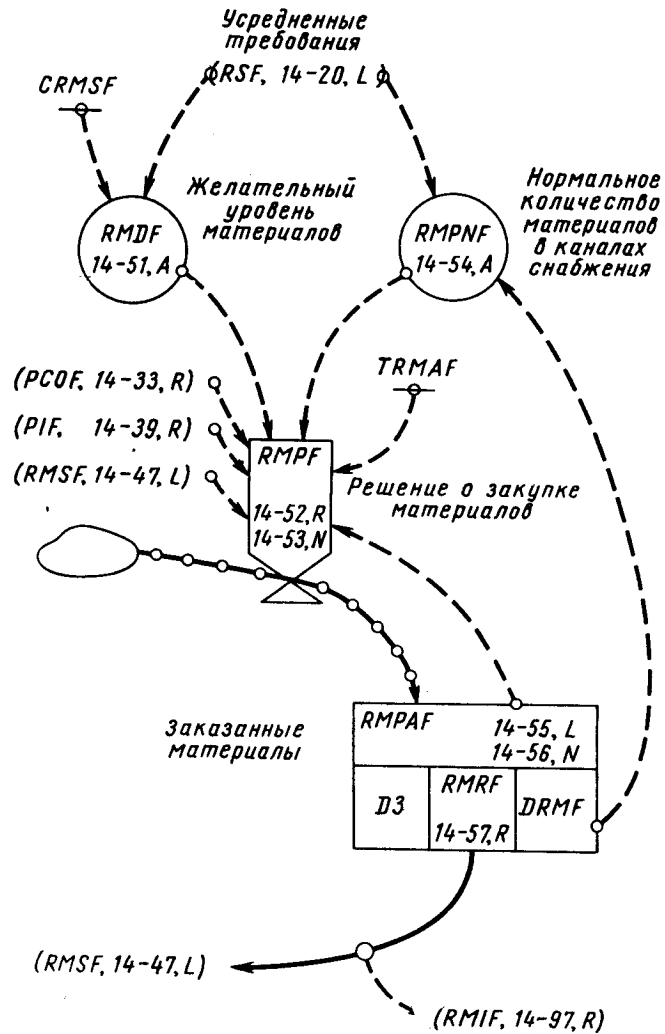 Усредненные
требования
(RSF, 14-20, L)
CRMSF
Желательный
уровень
материалов
Нормальное
количество
материалов
в каналах
снабжения
RMDF
14-51, A
RMPNF
14-54, A
(PCOF, 14-33, R)
(PIF, 14-39, R)
(RMSF, 14-47, L)
TRMAF
RMPF
14-52, R
14-53, N
Решение о закупке
материалов
Заказанные
материалы
RMPAF
14-55, L
14-56, N
D3
RMRF
14-57, R
DRMF
(RMSF, 14-47, L)
(RMIF, 14-97, R)